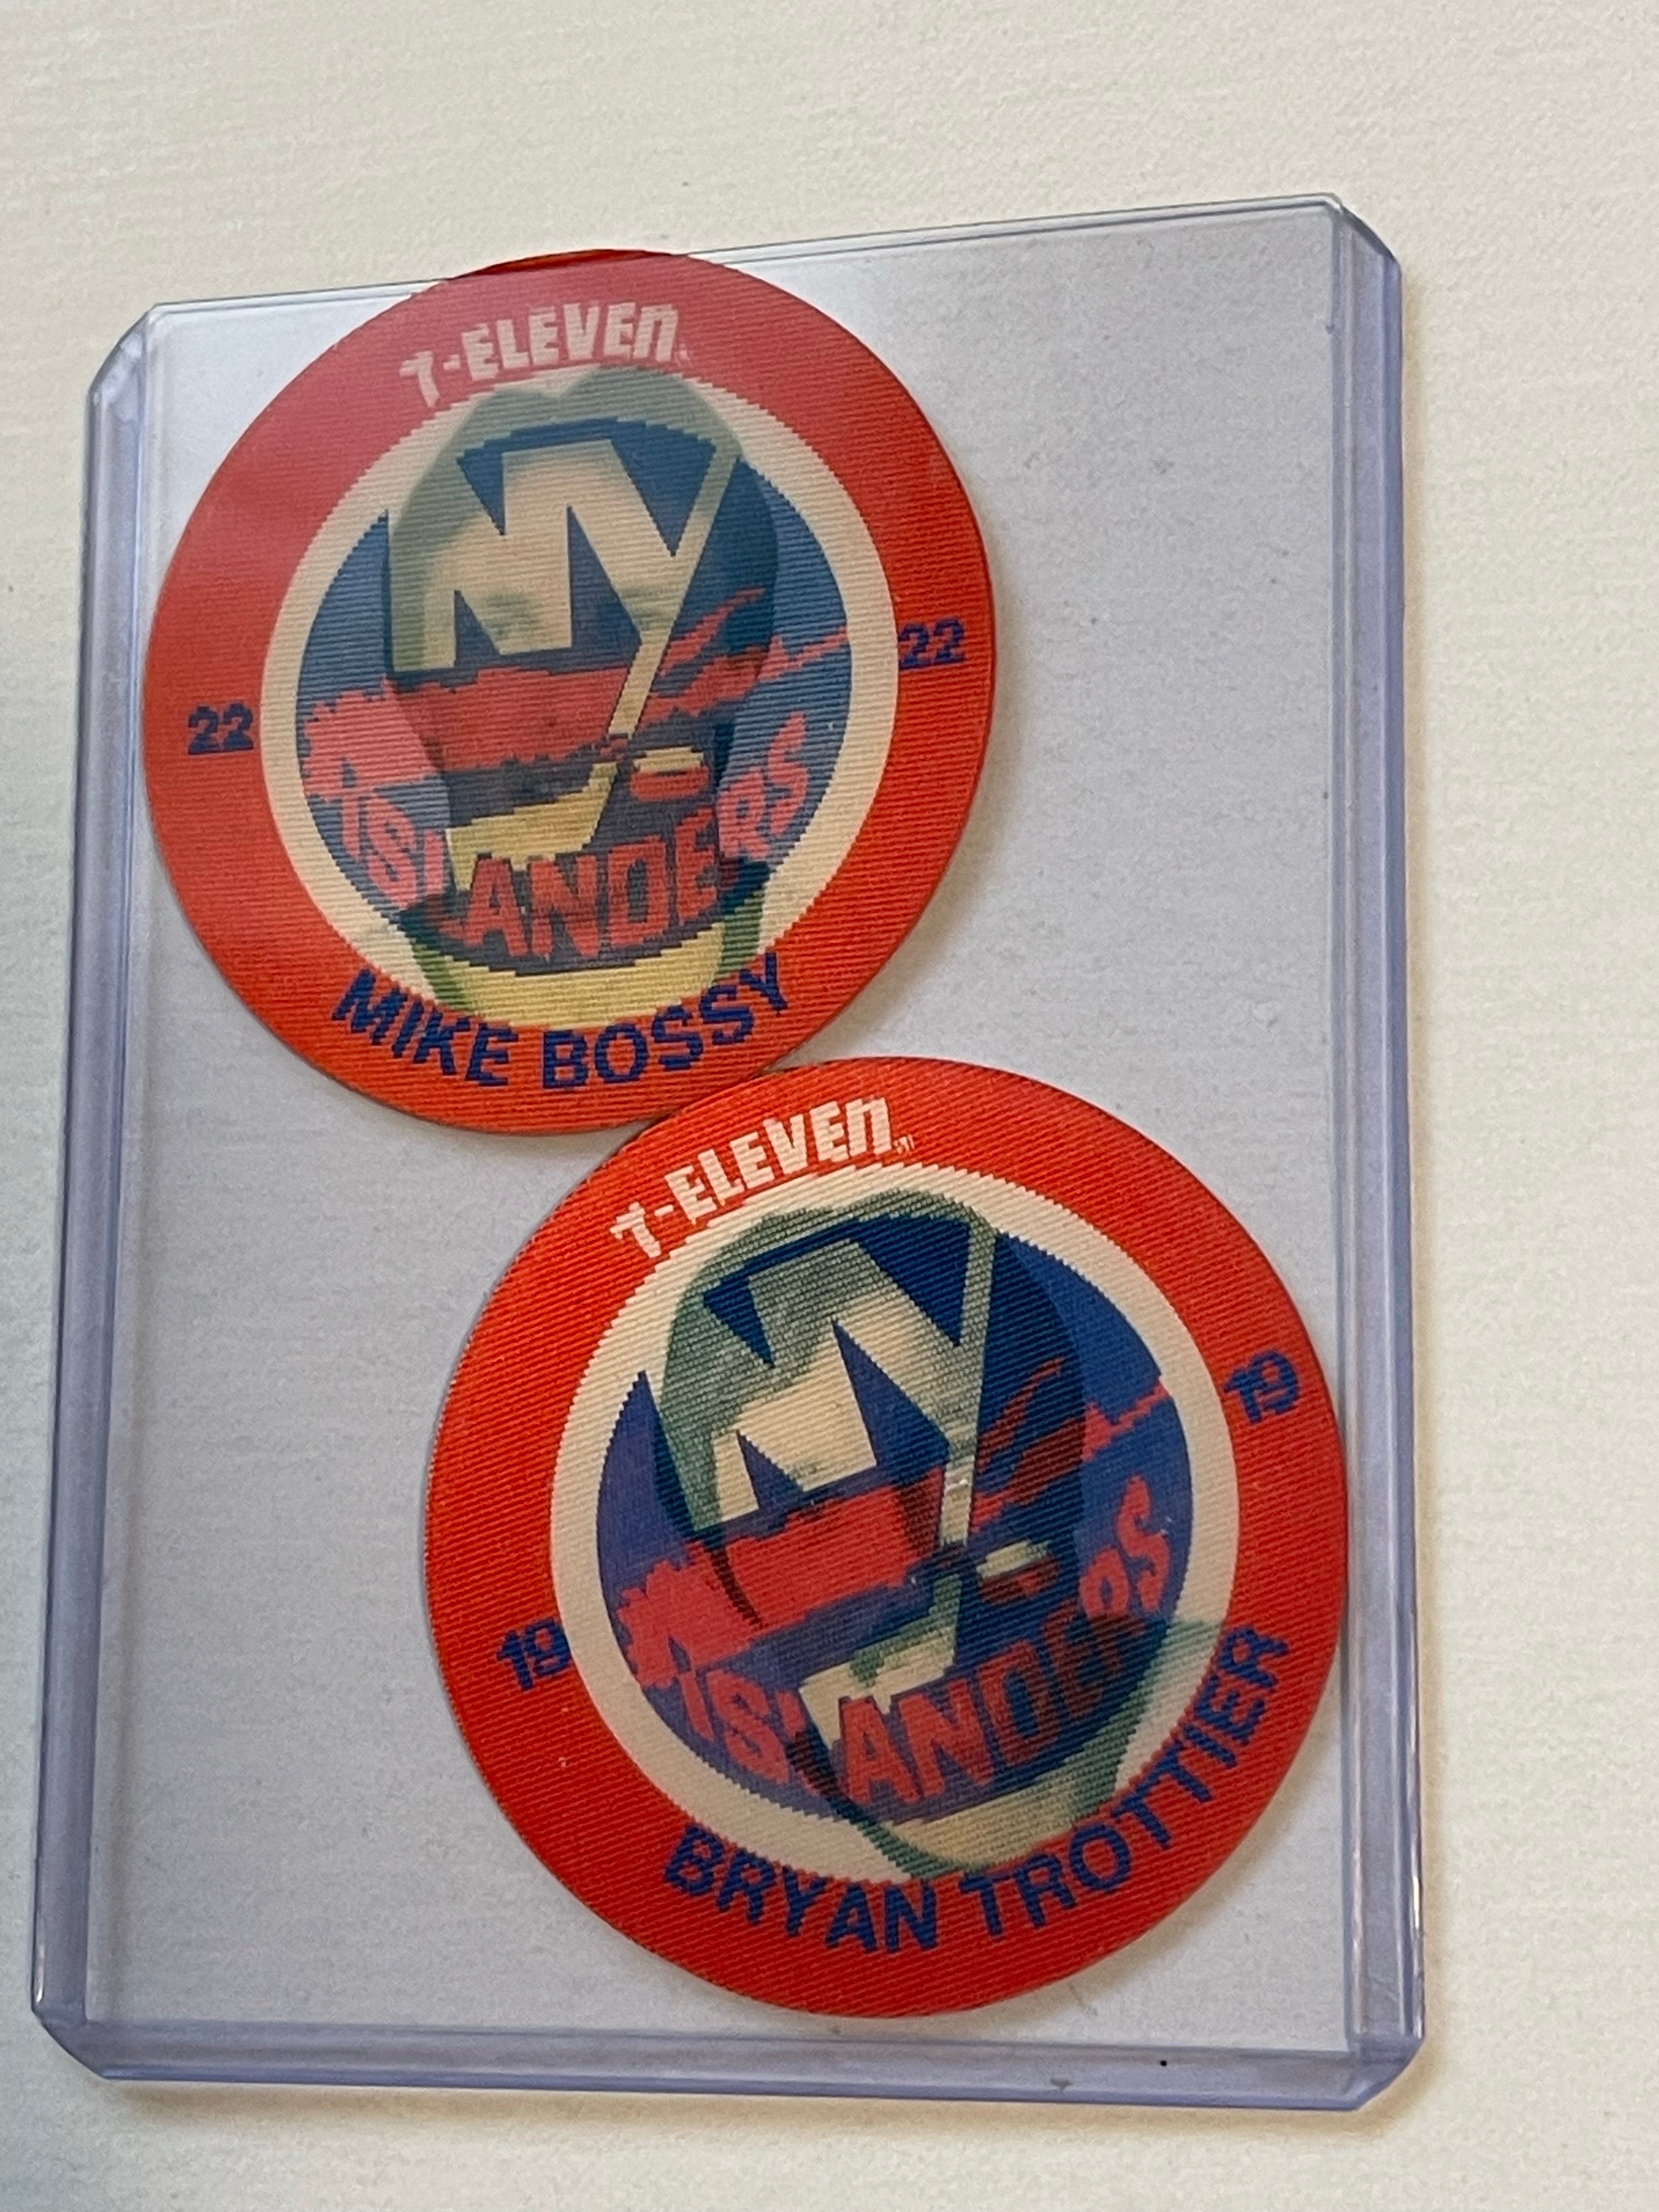 7-ELEVEn
NY
22
22
ISLANDERS
MIKE BOSSY
7-ELEVEn
NY
19
19
ISLANDERS
BRYAN TROTTIER